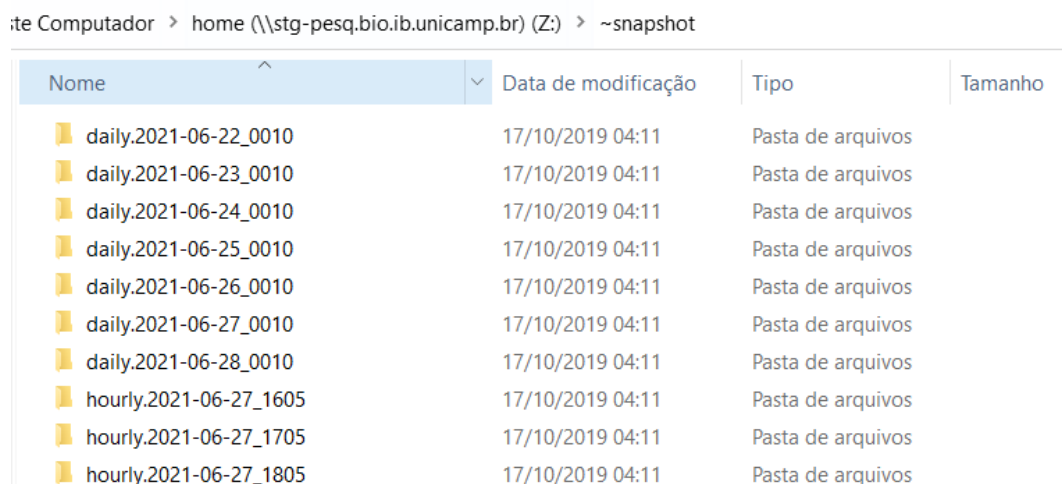 ste Computador > home (\\stg-pesq.bio.ib.unicamp.br) (Z:) > ~snapshot
Nome Data de modificação Tipo Tamanho
daily.2021-06-22_0010 17/10/2019 04:11 Pasta de arquivos
daily.2021-06-23_0010 17/10/2019 04:11 Pasta de arquivos
daily.2021-06-24_0010 17/10/2019 04:11 Pasta de arquivos
daily.2021-06-25_0010 17/10/2019 04:11 Pasta de arquivos
daily.2021-06-26_0010 17/10/2019 04:11 Pasta de arquivos
daily.2021-06-27_0010 17/10/2019 04:11 Pasta de arquivos
daily.2021-06-28_0010 17/10/2019 04:11 Pasta de arquivos
hourly.2021-06-27_1605 17/10/2019 04:11 Pasta de arquivos
hourly.2021-06-27_1705 17/10/2019 04:11 Pasta de arquivos
hourly.2021-06-27_1805 17/10/2019 04:11 Pasta de arquivos